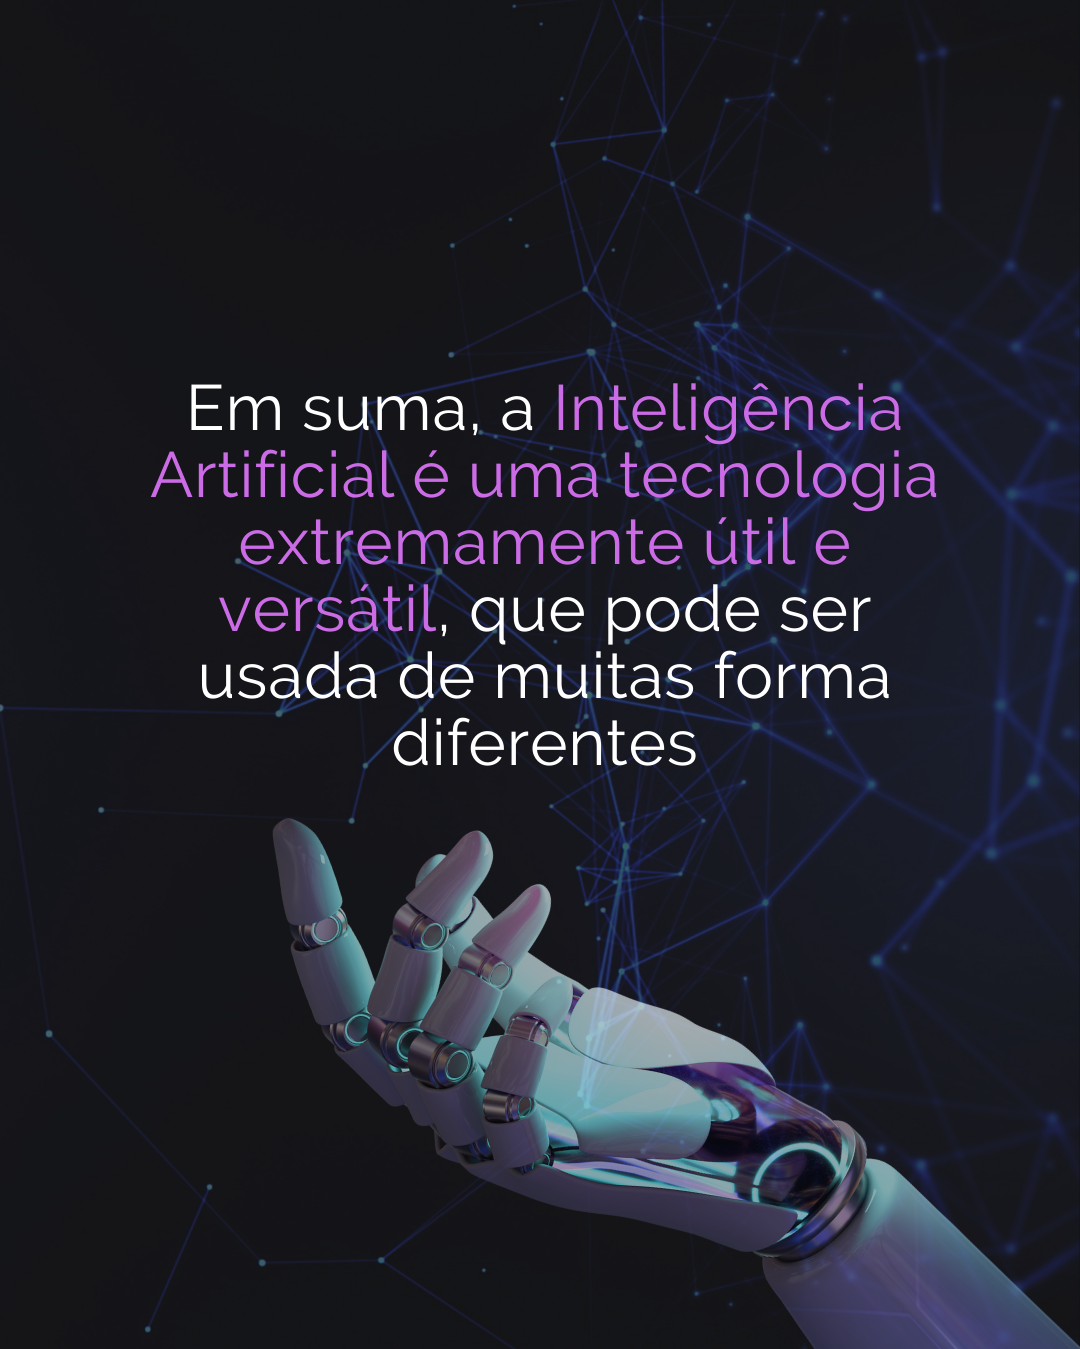 Em suma, a Inteligência
Artificial é uma tecnologia
extremamente útil e
versátil, que pode ser
usada de muitas forma
diferentes